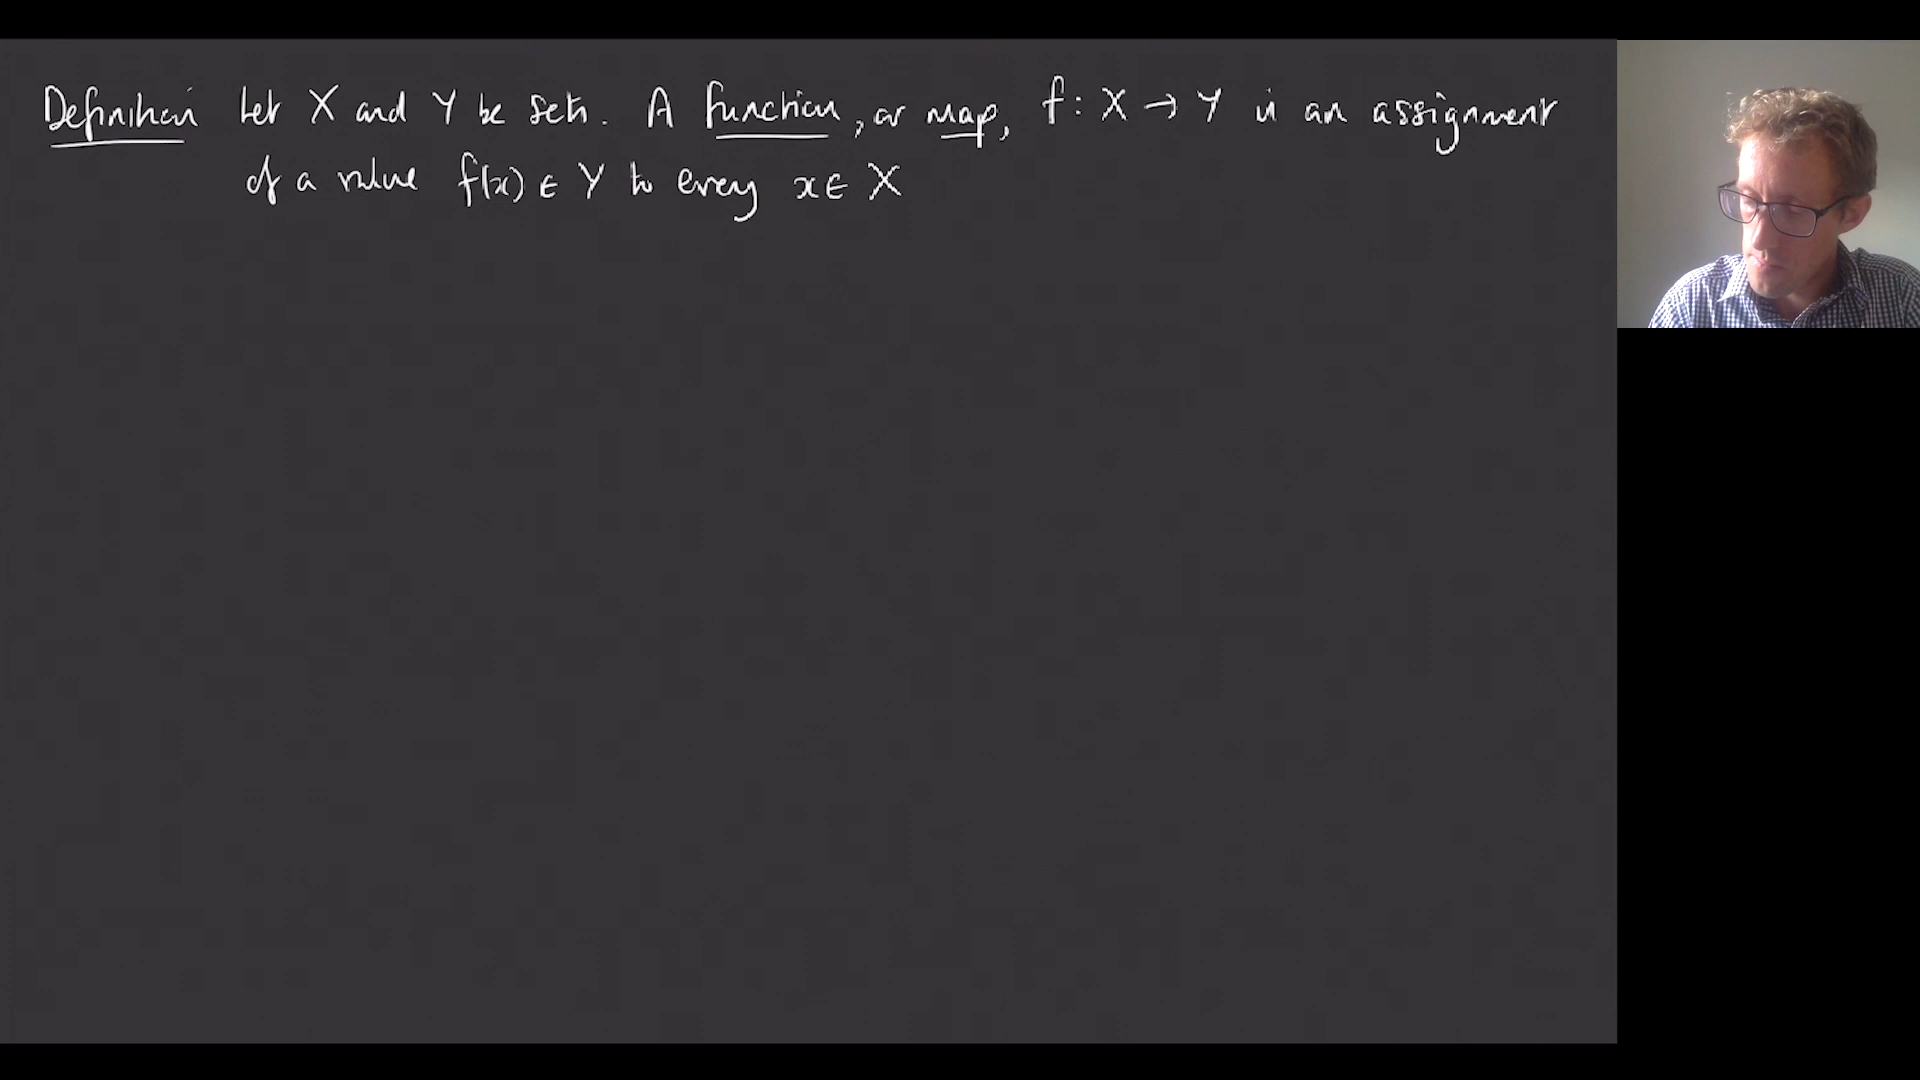 Definition Let X and Y be sets. A function, or map, f: X → Y is an assignment
of a value f(x) ∈ Y to every x ∈ X